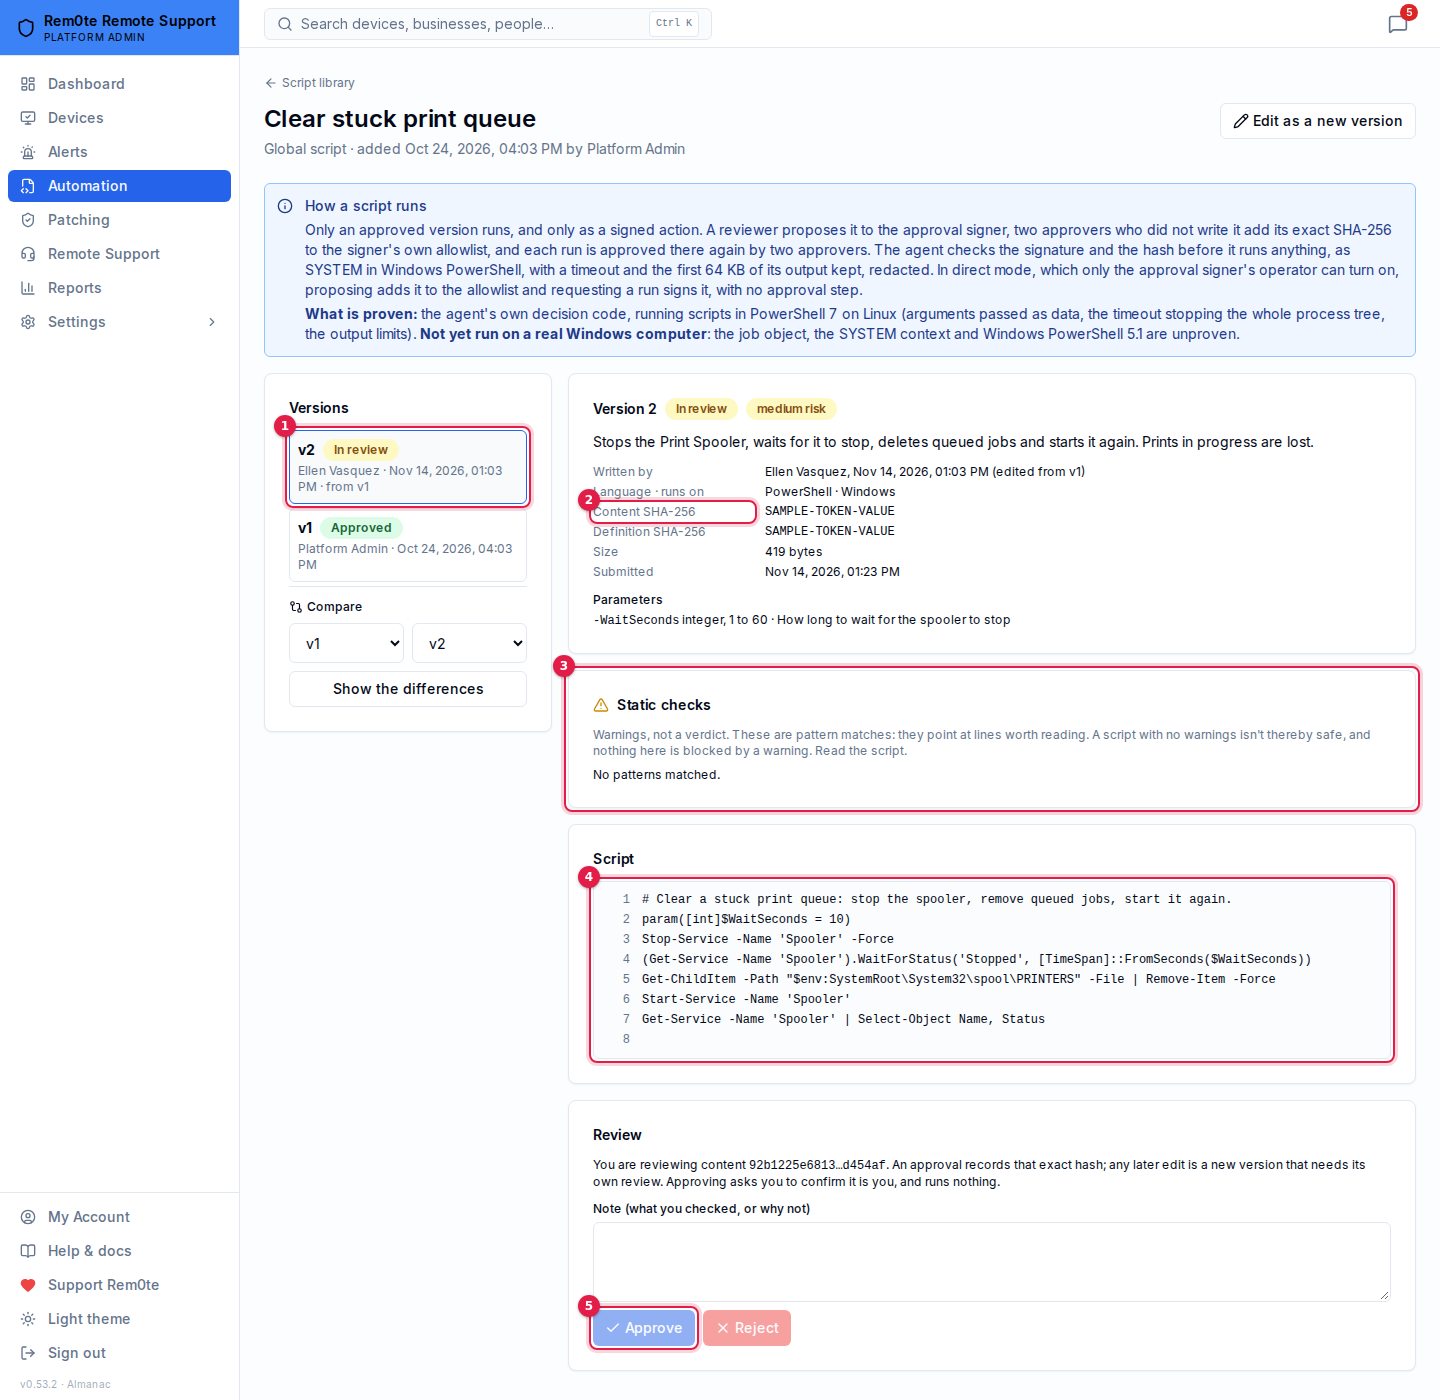 Rem0te Remote Support
PLATFORM ADMIN
Search devices, businesses, people...
Ctrl K
5
Dashboard
Devices
Alerts
Automation
Patching
Remote Support
Reports
Settings
Script library
Clear stuck print queue
Global script · added Oct 24, 2026, 04:03 PM by Platform Admin
Edit as a new version
How a script runs
Only an approved version runs, and only as a signed action. A reviewer proposes it to the approval signer, two approvers who did not write it add its exact SHA-256
to the signer's own allowlist, and each run is approved there again by two approvers. The agent checks the signature and the hash before it runs anything, as
SYSTEM in Windows PowerShell, with a timeout and the first 64 KB of its output kept, redacted. In direct mode, which only the approval signer's operator can turn on,
proposing adds it to the allowlist and requesting a run signs it, with no approval step.
What is proven: the agent's own decision code, running scripts in PowerShell 7 on Linux (arguments passed as data, the timeout stopping the whole process tree,
the output limits). Not yet run on a real Windows computer: the job object, the SYSTEM context and Windows PowerShell 5.1 are unproven.
Versions
1
v2 In review
Ellen Vasquez · Nov 14, 2026, 01:03
PM · from v1
v1 Approved
Platform Admin · Oct 24, 2026, 04:03
PM
Compare
v1 v2
Show the differences
Version 2 In review medium risk
Stops the Print Spooler, waits for it to stop, deletes queued jobs and starts it again. Prints in progress are lost.
Written by Ellen Vasquez, Nov 14, 2026, 01:03 PM (edited from v1)
Language · runs on PowerShell · Windows
2
Content SHA-256 SAMPLE-TOKEN-VALUE
Definition SHA-256 SAMPLE-TOKEN-VALUE
Size 419 bytes
Submitted Nov 14, 2026, 01:23 PM
Parameters
-WaitSeconds integer, 1 to 60 · How long to wait for the spooler to stop
3
Static checks
Warnings, not a verdict. These are pattern matches: they point at lines worth reading. A script with no warnings isn't thereby safe, and
nothing here is blocked by a warning. Read the script.
No patterns matched.
Script
4
1 # Clear a stuck print queue: stop the spooler, remove queued jobs, start it again.
2 param([int]$WaitSeconds = 10)
3 Stop-Service -Name 'Spooler' -Force
4 (Get-Service -Name 'Spooler').WaitForStatus('Stopped', [TimeSpan]::FromSeconds($WaitSeconds))
5 Get-ChildItem -Path "$env:SystemRoot\System32\spool\PRINTERS" -File | Remove-Item -Force
6 Start-Service -Name 'Spooler'
7 Get-Service -Name 'Spooler' | Select-Object Name, Status
8
Review
You are reviewing content 92b1225e6813…d454af. An approval records that exact hash; any later edit is a new version that needs its
own review. Approving asks you to confirm it is you, and runs nothing.
Note (what you checked, or why not)
5
Approve Reject
My Account
Help & docs
Support Rem0te
Light theme
Sign out
v0.53.2 · Almanac